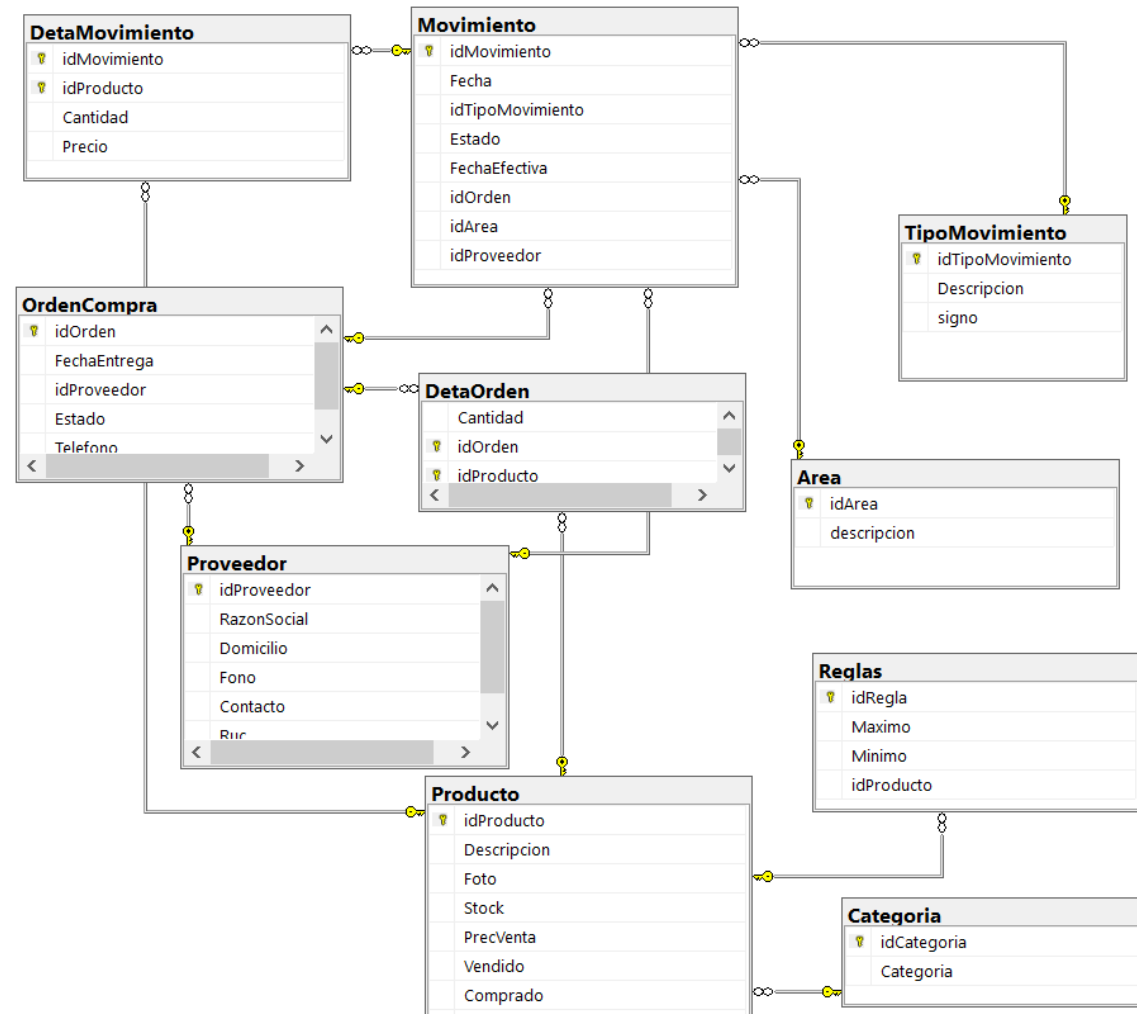 DetaMovimiento
idMovimiento
idProducto
Cantidad
Precio
Movimiento
idMovimiento
Fecha
idTipoMovimiento
Estado
FechaEfectiva
idOrden
idArea
idProveedor
TipoMovimiento
idTipoMovimiento
Descripcion
signo
OrdenCompra
idOrden
FechaEntrega
idProveedor
Estado
Telefono
DetaOrden
Cantidad
idOrden
idProducto
Area
idArea
descripcion
Proveedor
idProveedor
RazonSocial
Domicilio
Fono
Contacto
Ruc
Reglas
idRegla
Maximo
Minimo
idProducto
Producto
idProducto
Descripcion
Foto
Stock
PrecVenta
Vendido
Comprado
Categoria
idCategoria
Categoria